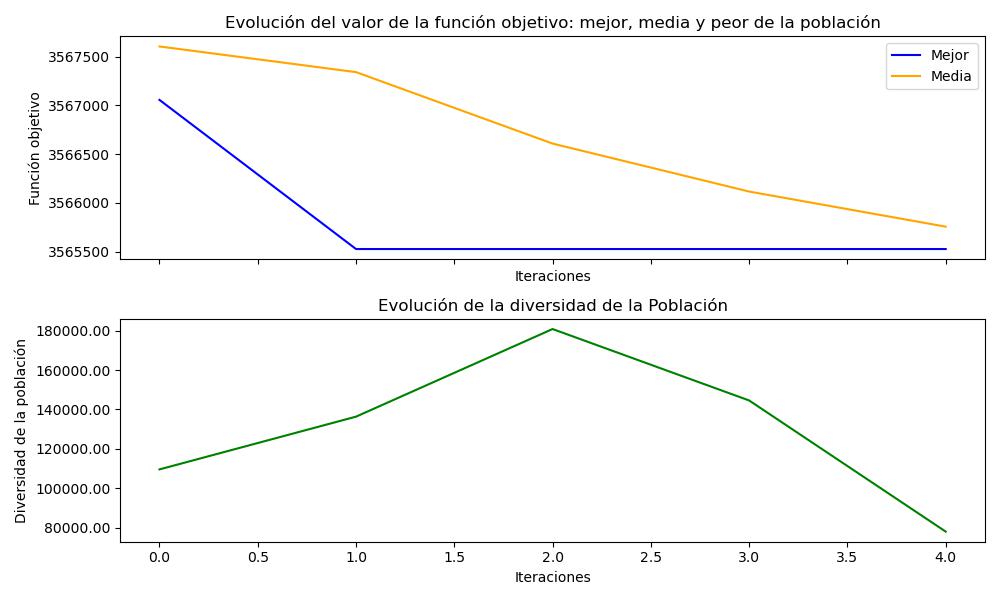 Evolución del valor de la función objetivo: mejor, media y peor de la población
Función objetivo
3567500
3567000
3566500
3566000
3565500
Mejor
Media
Iteraciones
Evolución de la diversidad de la Población
Diversidad de la población
180000.00
160000.00
140000.00
120000.00
100000.00
80000.00
0.0 0.5 1.0 1.5 2.0 2.5 3.0 3.5 4.0
Iteraciones